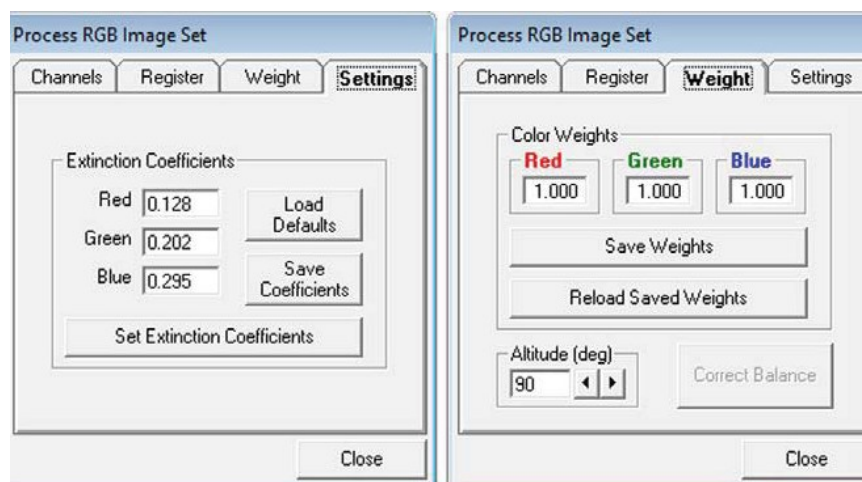 Process RGB Image Set
Channels Register Weight Settings
Extinction Coefficients
Red 0.128
Green 0.202
Blue 0.295
Load
Defaults
Save
Coefficients
Set Extinction Coefficients
Close
Process RGB Image Set
Channels Register Weight Settings
Color Weights
Red Green Blue
1.000 1.000 1.000
Save Weights
Reload Saved Weights
Altitude (deg)
90
Correct Balance
Close